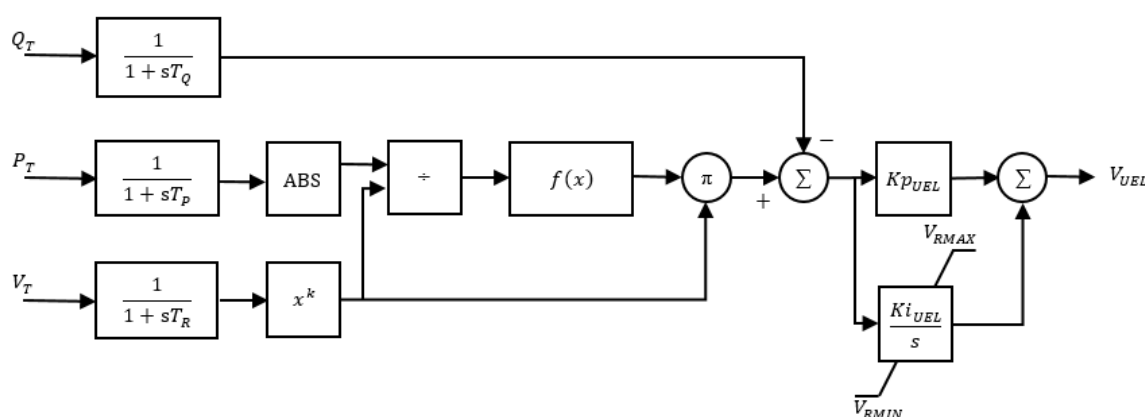 Q_T
1
1 + sT_Q
−
P_T
1
1 + sT_P
ABS
÷
f(x)
π
+
Σ
Kp_UEL
Σ
V_UEL
V_RMAX
V_T
1
1 + sT_R
x^k
Ki_UEL
s
V_RMIN